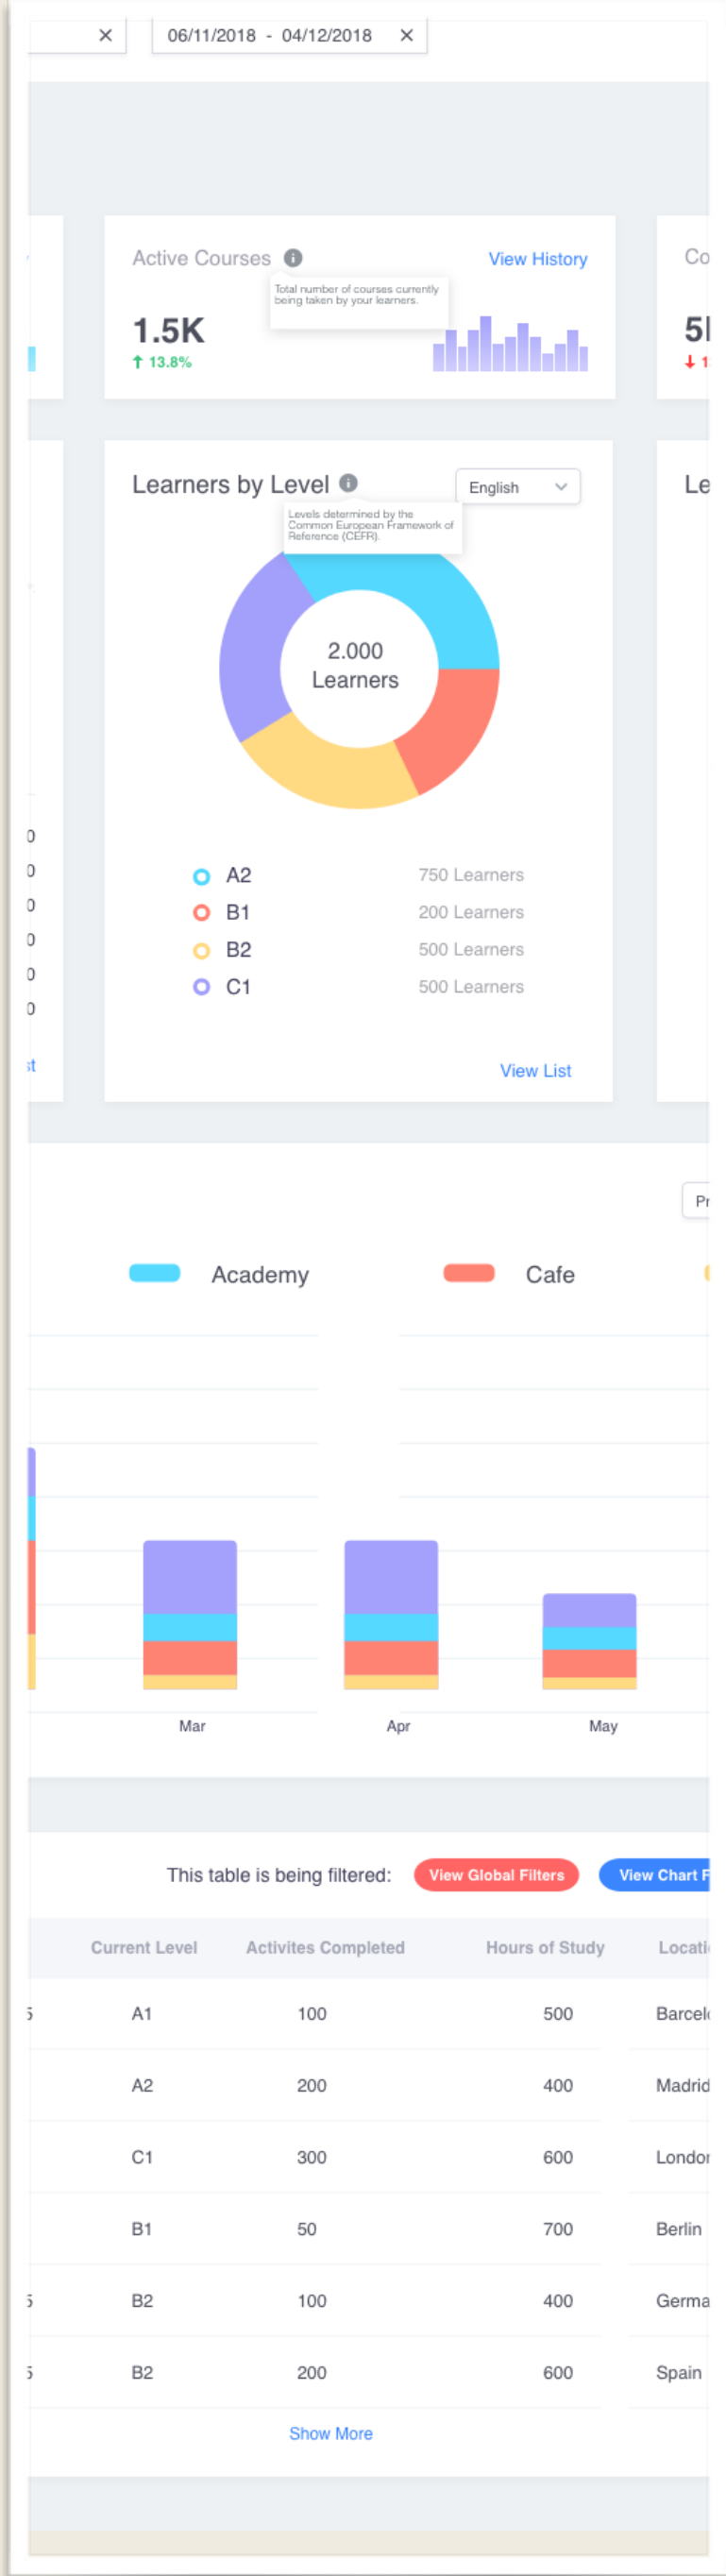 06/11/2018 - 04/12/2018
Active Courses
View History
Total number of courses currently
being taken by your learners.
1.5K
13.8%
Learners by Level
English
Levels determined by the
Common European Framework of
Reference (CEFR).
2.000
Learners
A2 750 Learners
B1 200 Learners
B2 500 Learners
C1 500 Learners
View List
Academy Cafe
Mar Apr May
This table is being filtered: View Global Filters View Chart
Current Level Activites Completed Hours of Study
A1 100 500
A2 200 400 Madrid
C1 300 600
B1 50 700 Berlin
B2 100 400
B2 200 600 Spain
Show More